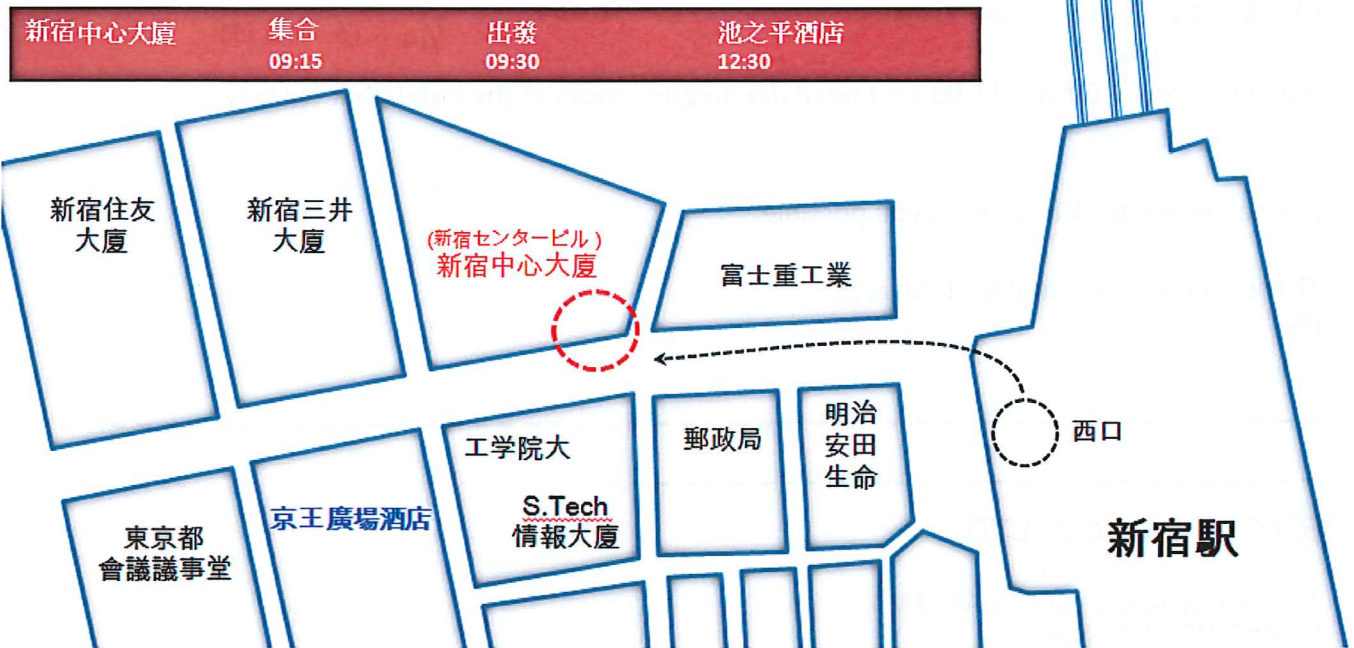 新宿中心大廈 集合 出發 池之平酒店
09:15 09:30 12:30
新宿住友
大廈
新宿三井
大廈
(新宿センタービル)
新宿中心大廈
富士重工業
工学院大
S.Tech
情報大廈
郵政局
明治
安田
生命
西口
東京都
會議議事堂
京王廣場酒店
新宿駅